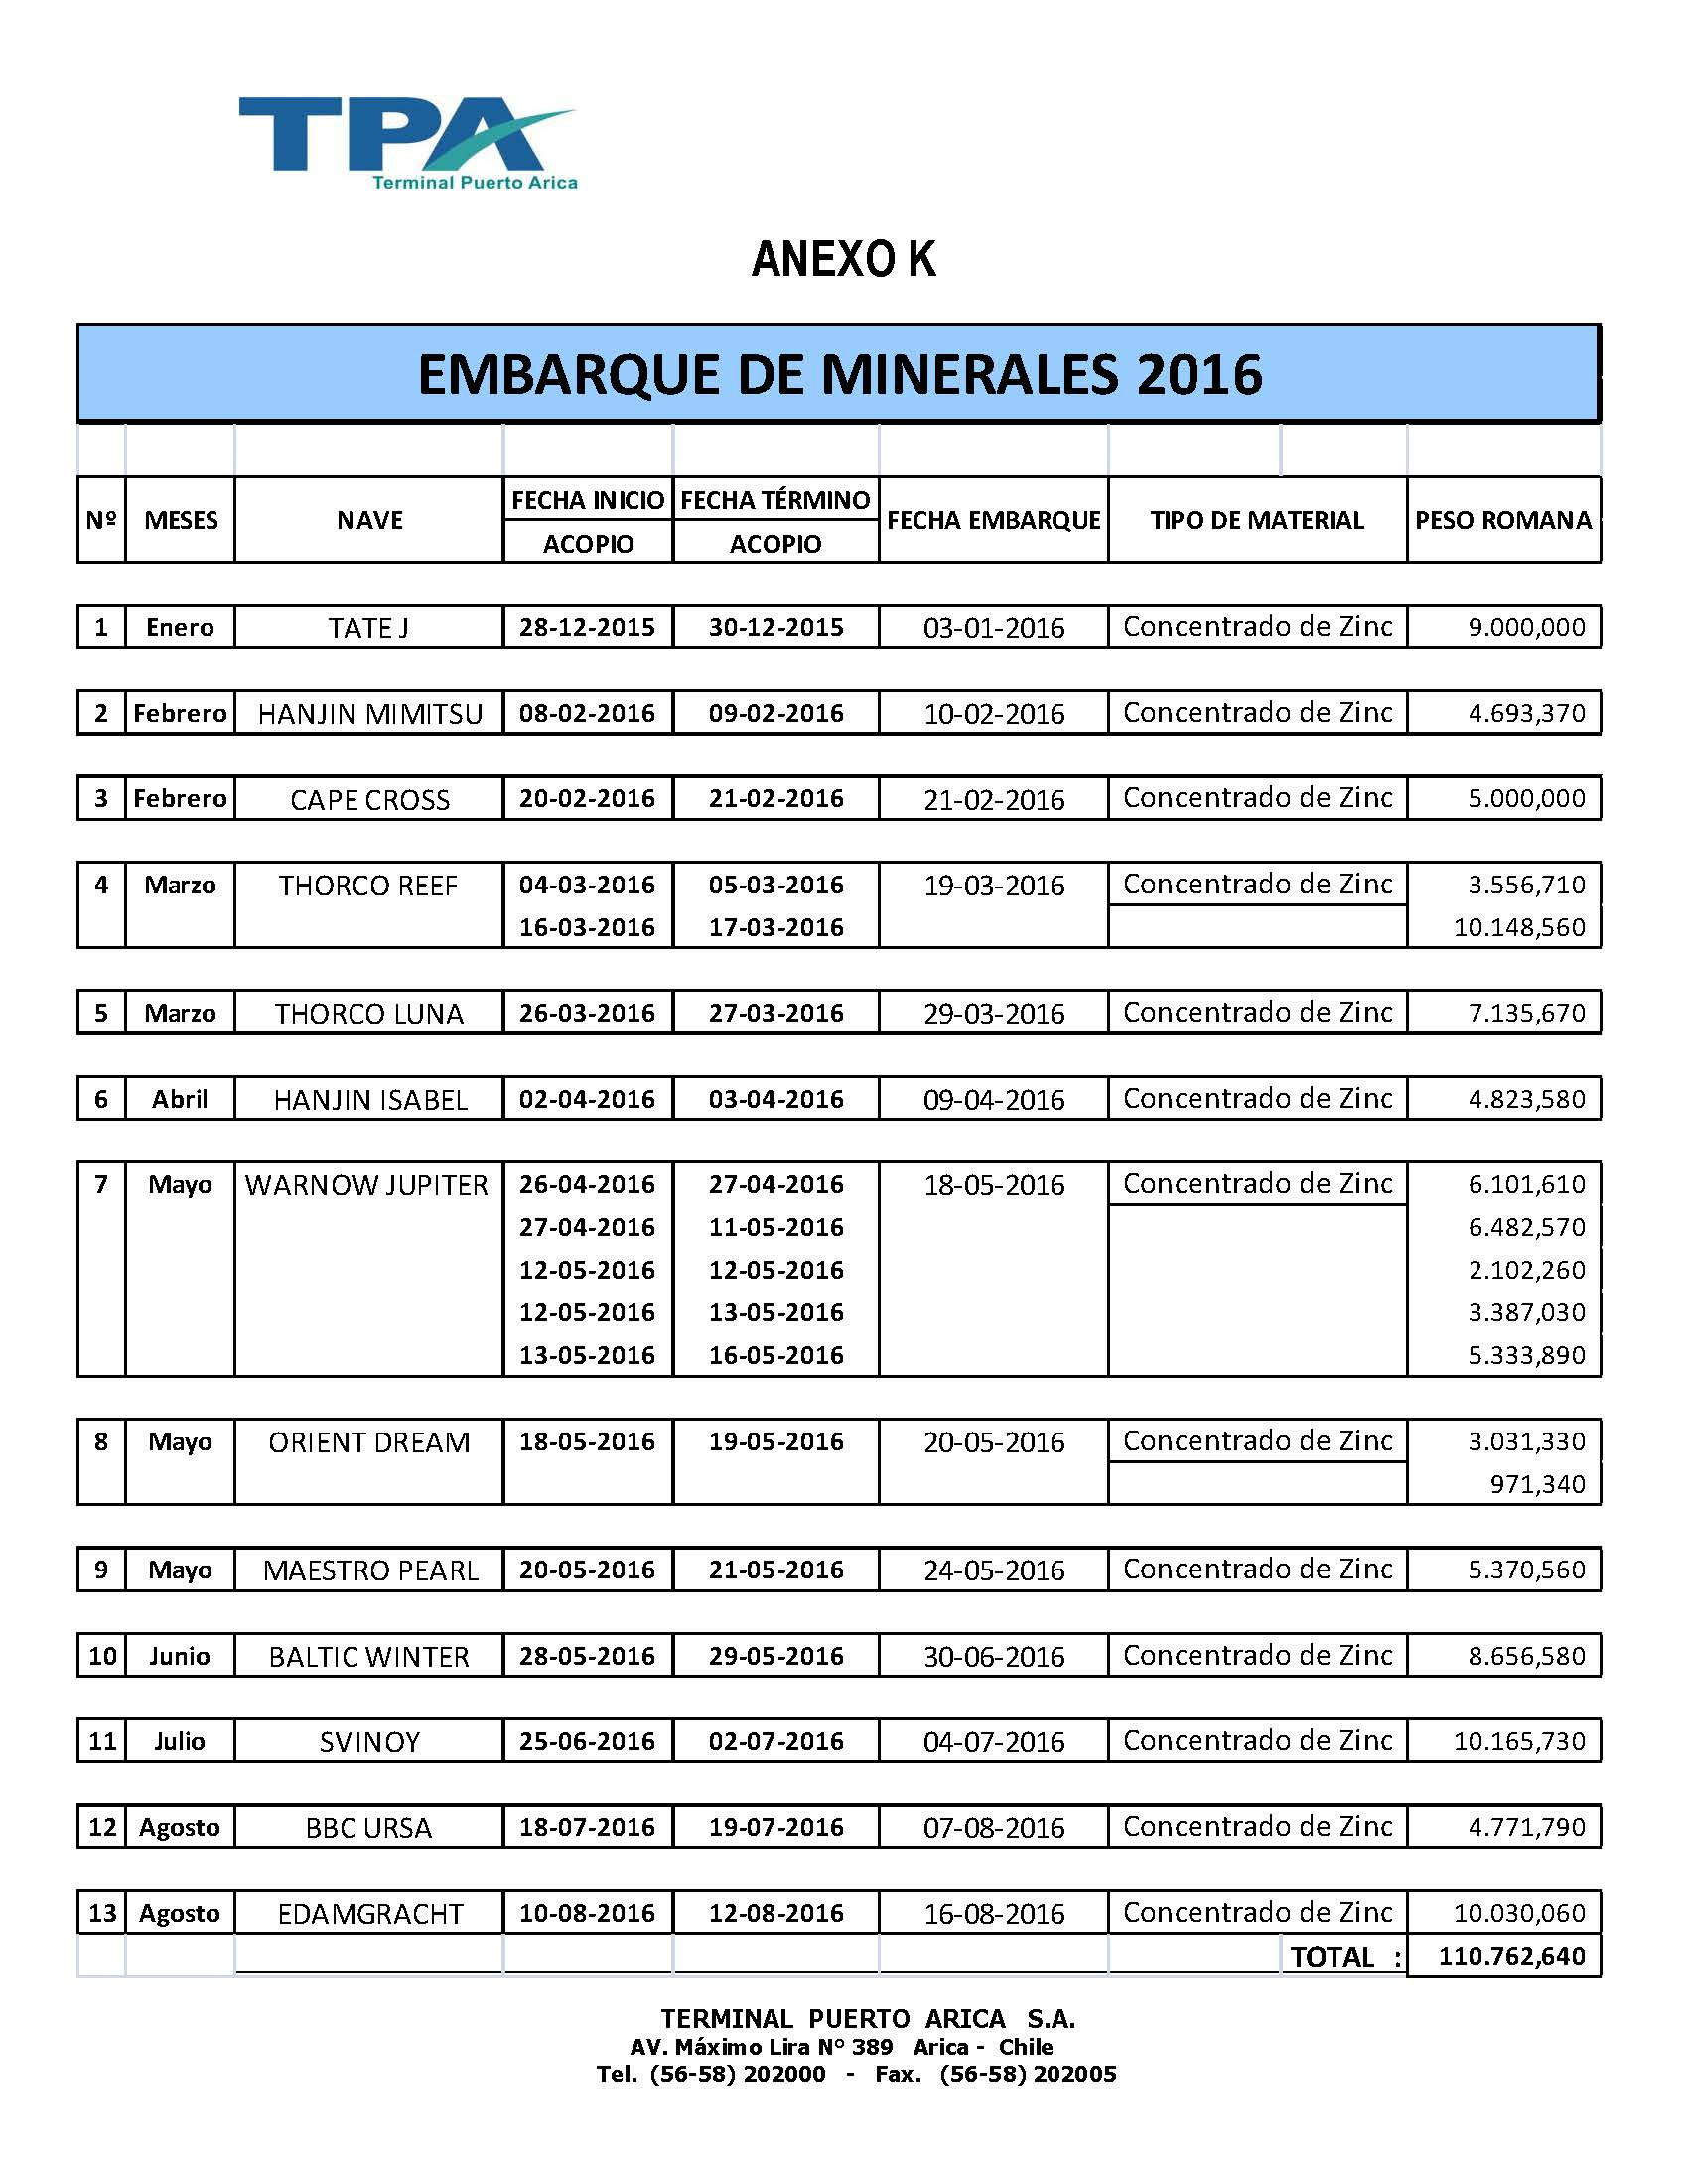 TPA
Terminal Puerto Arica
ANEXO K
EMBARQUE DE MINERALES 2016
Nº MESES NAVE FECHA INICIO ACOPIO FECHA TÉRMINO ACOPIO FECHA EMBARQUE TIPO DE MATERIAL PESO ROMANA
1 Enero TATE J 28-12-2015 30-12-2015 03-01-2016 Concentrado de Zinc 9.000,000
2 Febrero HANJIN MIMITSU 08-02-2016 09-02-2016 10-02-2016 Concentrado de Zinc 4.693,370
3 Febrero CAPE CROSS 20-02-2016 21-02-2016 21-02-2016 Concentrado de Zinc 5.000,000
4 Marzo THORCO REEF 04-03-2016 05-03-2016 19-03-2016 Concentrado de Zinc 3.556,710
16-03-2016 17-03-2016 10.148,560
5 Marzo THORCO LUNA 26-03-2016 27-03-2016 29-03-2016 Concentrado de Zinc 7.135,670
6 Abril HANJIN ISABEL 02-04-2016 03-04-2016 09-04-2016 Concentrado de Zinc 4.823,580
7 Mayo WARNOW JUPITER 26-04-2016 27-04-2016 18-05-2016 Concentrado de Zinc 6.101,610
27-04-2016 11-05-2016 6.482,570
12-05-2016 12-05-2016 2.102,260
12-05-2016 13-05-2016 3.387,030
13-05-2016 16-05-2016 5.333,890
8 Mayo ORIENT DREAM 18-05-2016 19-05-2016 20-05-2016 Concentrado de Zinc 3.031,330
971,340
9 Mayo MAESTRO PEARL 20-05-2016 21-05-2016 24-05-2016 Concentrado de Zinc 5.370,560
10 Junio BALTIC WINTER 28-05-2016 29-05-2016 30-06-2016 Concentrado de Zinc 8.656,580
11 Julio SVINOY 25-06-2016 02-07-2016 04-07-2016 Concentrado de Zinc 10.165,730
12 Agosto BBC URSA 18-07-2016 19-07-2016 07-08-2016 Concentrado de Zinc 4.771,790
13 Agosto EDAMGRACHT 10-08-2016 12-08-2016 16-08-2016 Concentrado de Zinc 10.030,060
TOTAL : 110.762,640
TERMINAL PUERTO ARICA S.A.
AV. Máximo Lira N° 389 Arica - Chile
Tel. (56-58) 202000 - Fax. (56-58) 202005